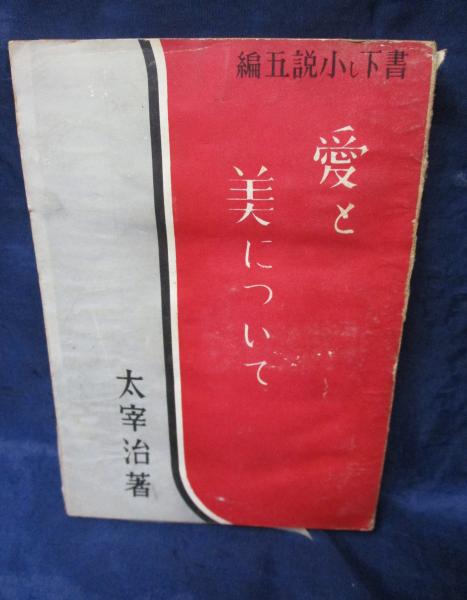 書下し小説五編
愛と
美について
太宰治著